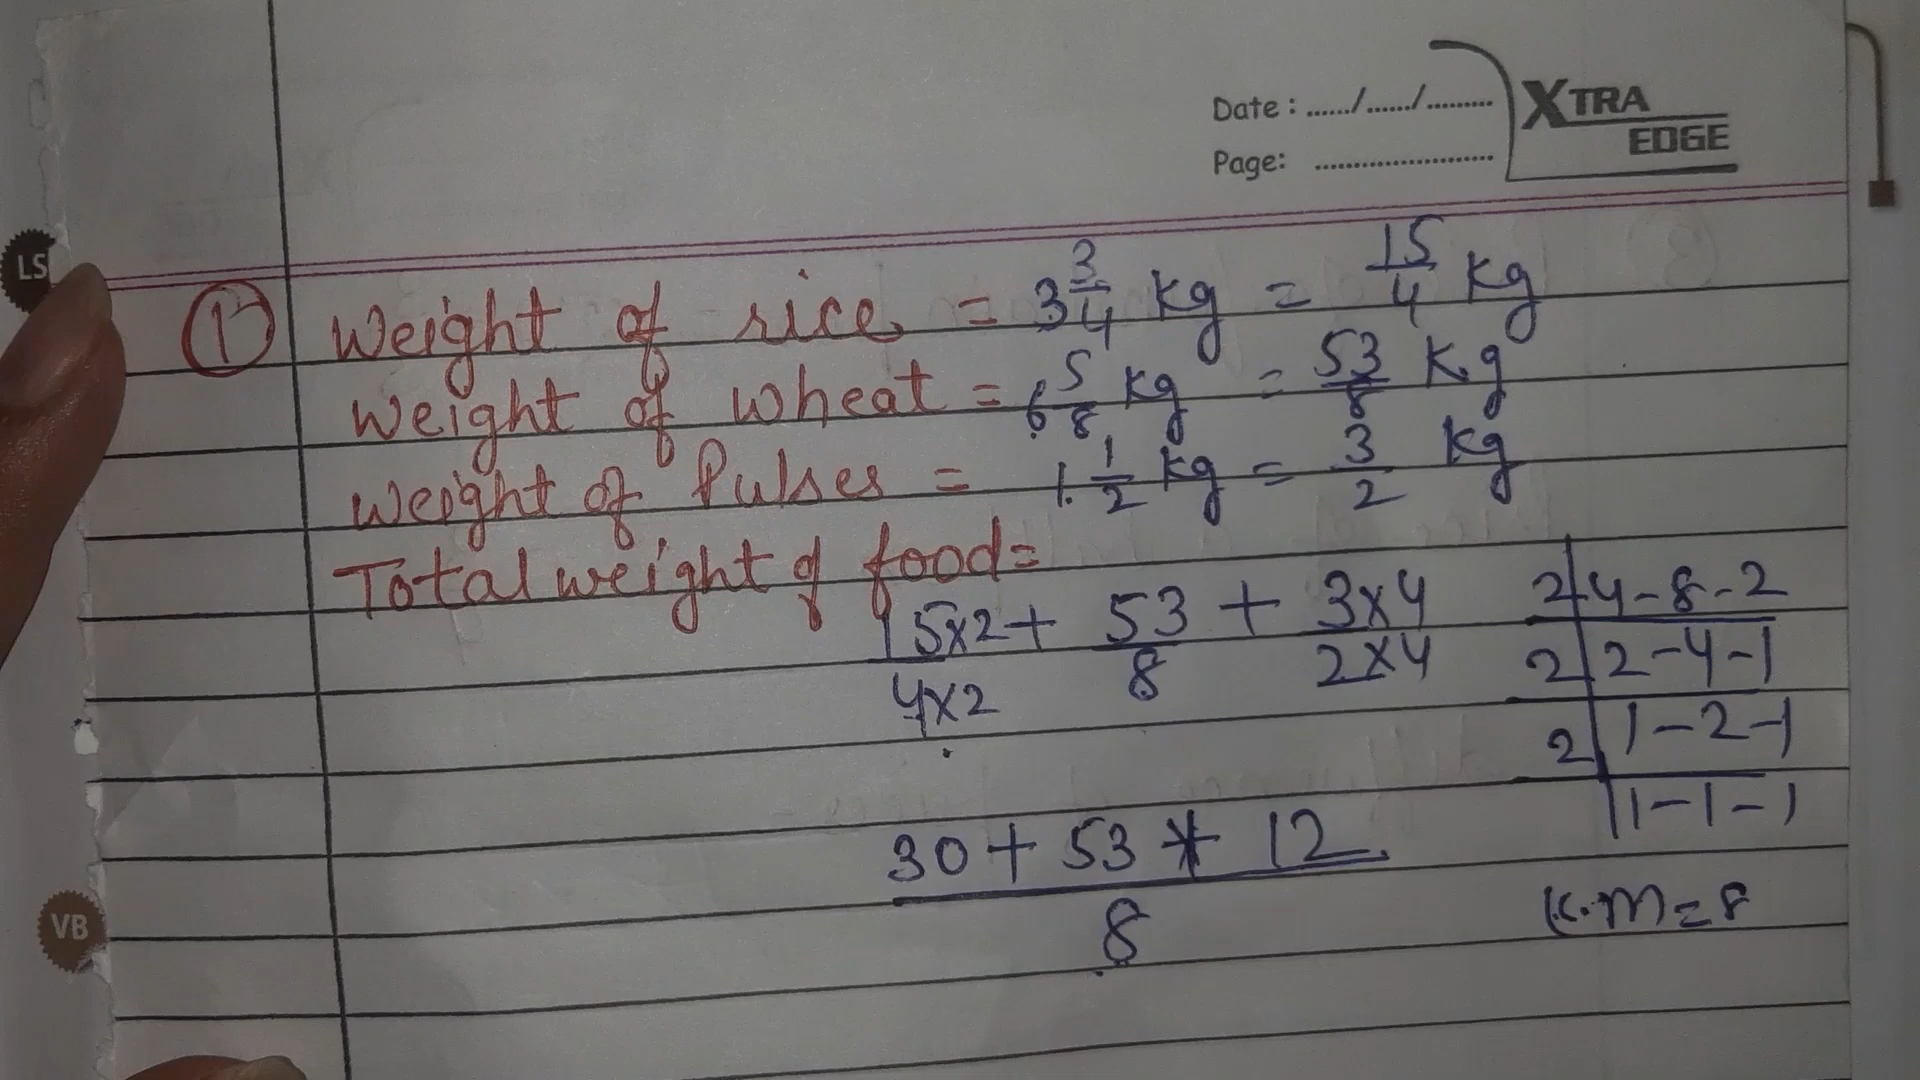 Date : ....../....../.........
Page: ........................
XTRA EDGE
LS
① Weight of rice = 3 3/4 kg = 15/4 kg
Weight of wheat = 6 5/8 kg = 53/8 Kg
Weight of Pulses = 1 1/2 kg = 3/2 kg
Total weight of food =
15x2/4x2 + 53/8 + 3x4/2x4
2 | 4-8-2
2 | 2-4-1
2 | 1-2-1
| 1-1-1
30 + 53 + 12 / 8
L.C.M = 8
VB